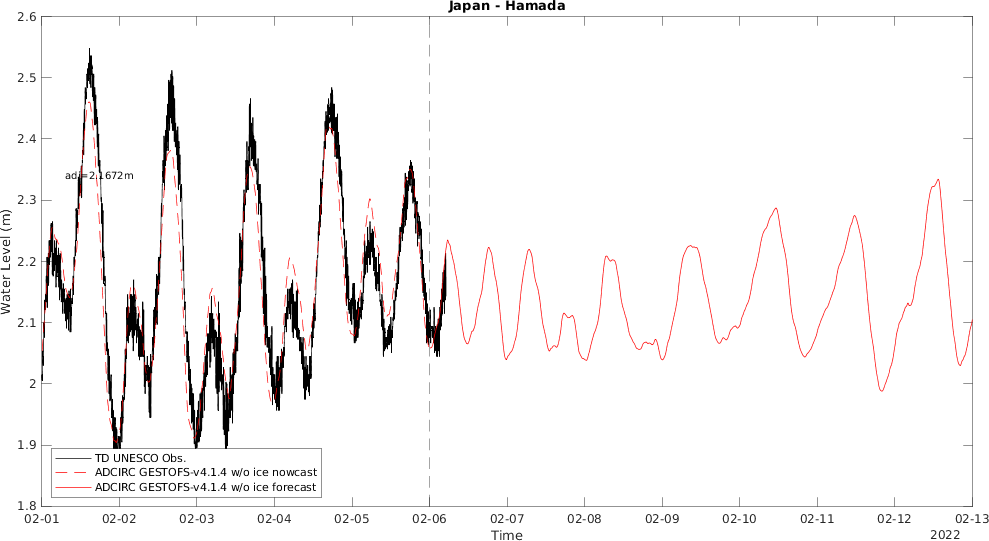 Japan - Hamada
2.6
2.5
2.4
2.3
2.2
2.1
2
1.9
1.8
Water Level (m)
adj=2.1672m
TD UNESCO Obs.
ADCIRC GESTOFS-v4.1.4 w/o ice nowcast
ADCIRC GESTOFS-v4.1.4 w/o ice forecast
02-01 02-02 02-03 02-04 02-05 02-06 02-07 02-08 02-09 02-10 02-11 02-12 02-13
Time
2022